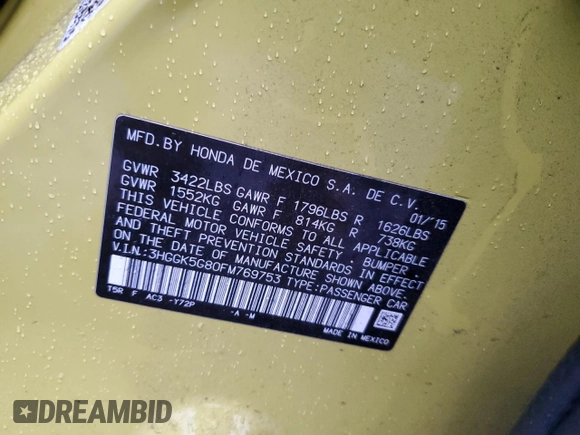 MFD.BY HONDA DE MEXICO S.A. DE C.V. 01/15
GVWR 3422LBS GAWR F 1796LBS R 1626LBS
GVWR 1552KG GAWR F 814KG R 738KG
THIS VEHICLE CONFORMS TO ALL APPLICABLE
FEDERAL MOTOR VEHICLE SAFETY, BUMPER,
AND THEFT PREVENTION STANDARDS IN EFFECT
ON THE DATE OF MANUFACTURE SHOWN ABOVE.
V.I.N.:3HGGK5G80FM769753 TYPE:PASSENGER CAR
T5R F AC3 -Y72P -A -M
MADE IN MEXICO
DREAMBID